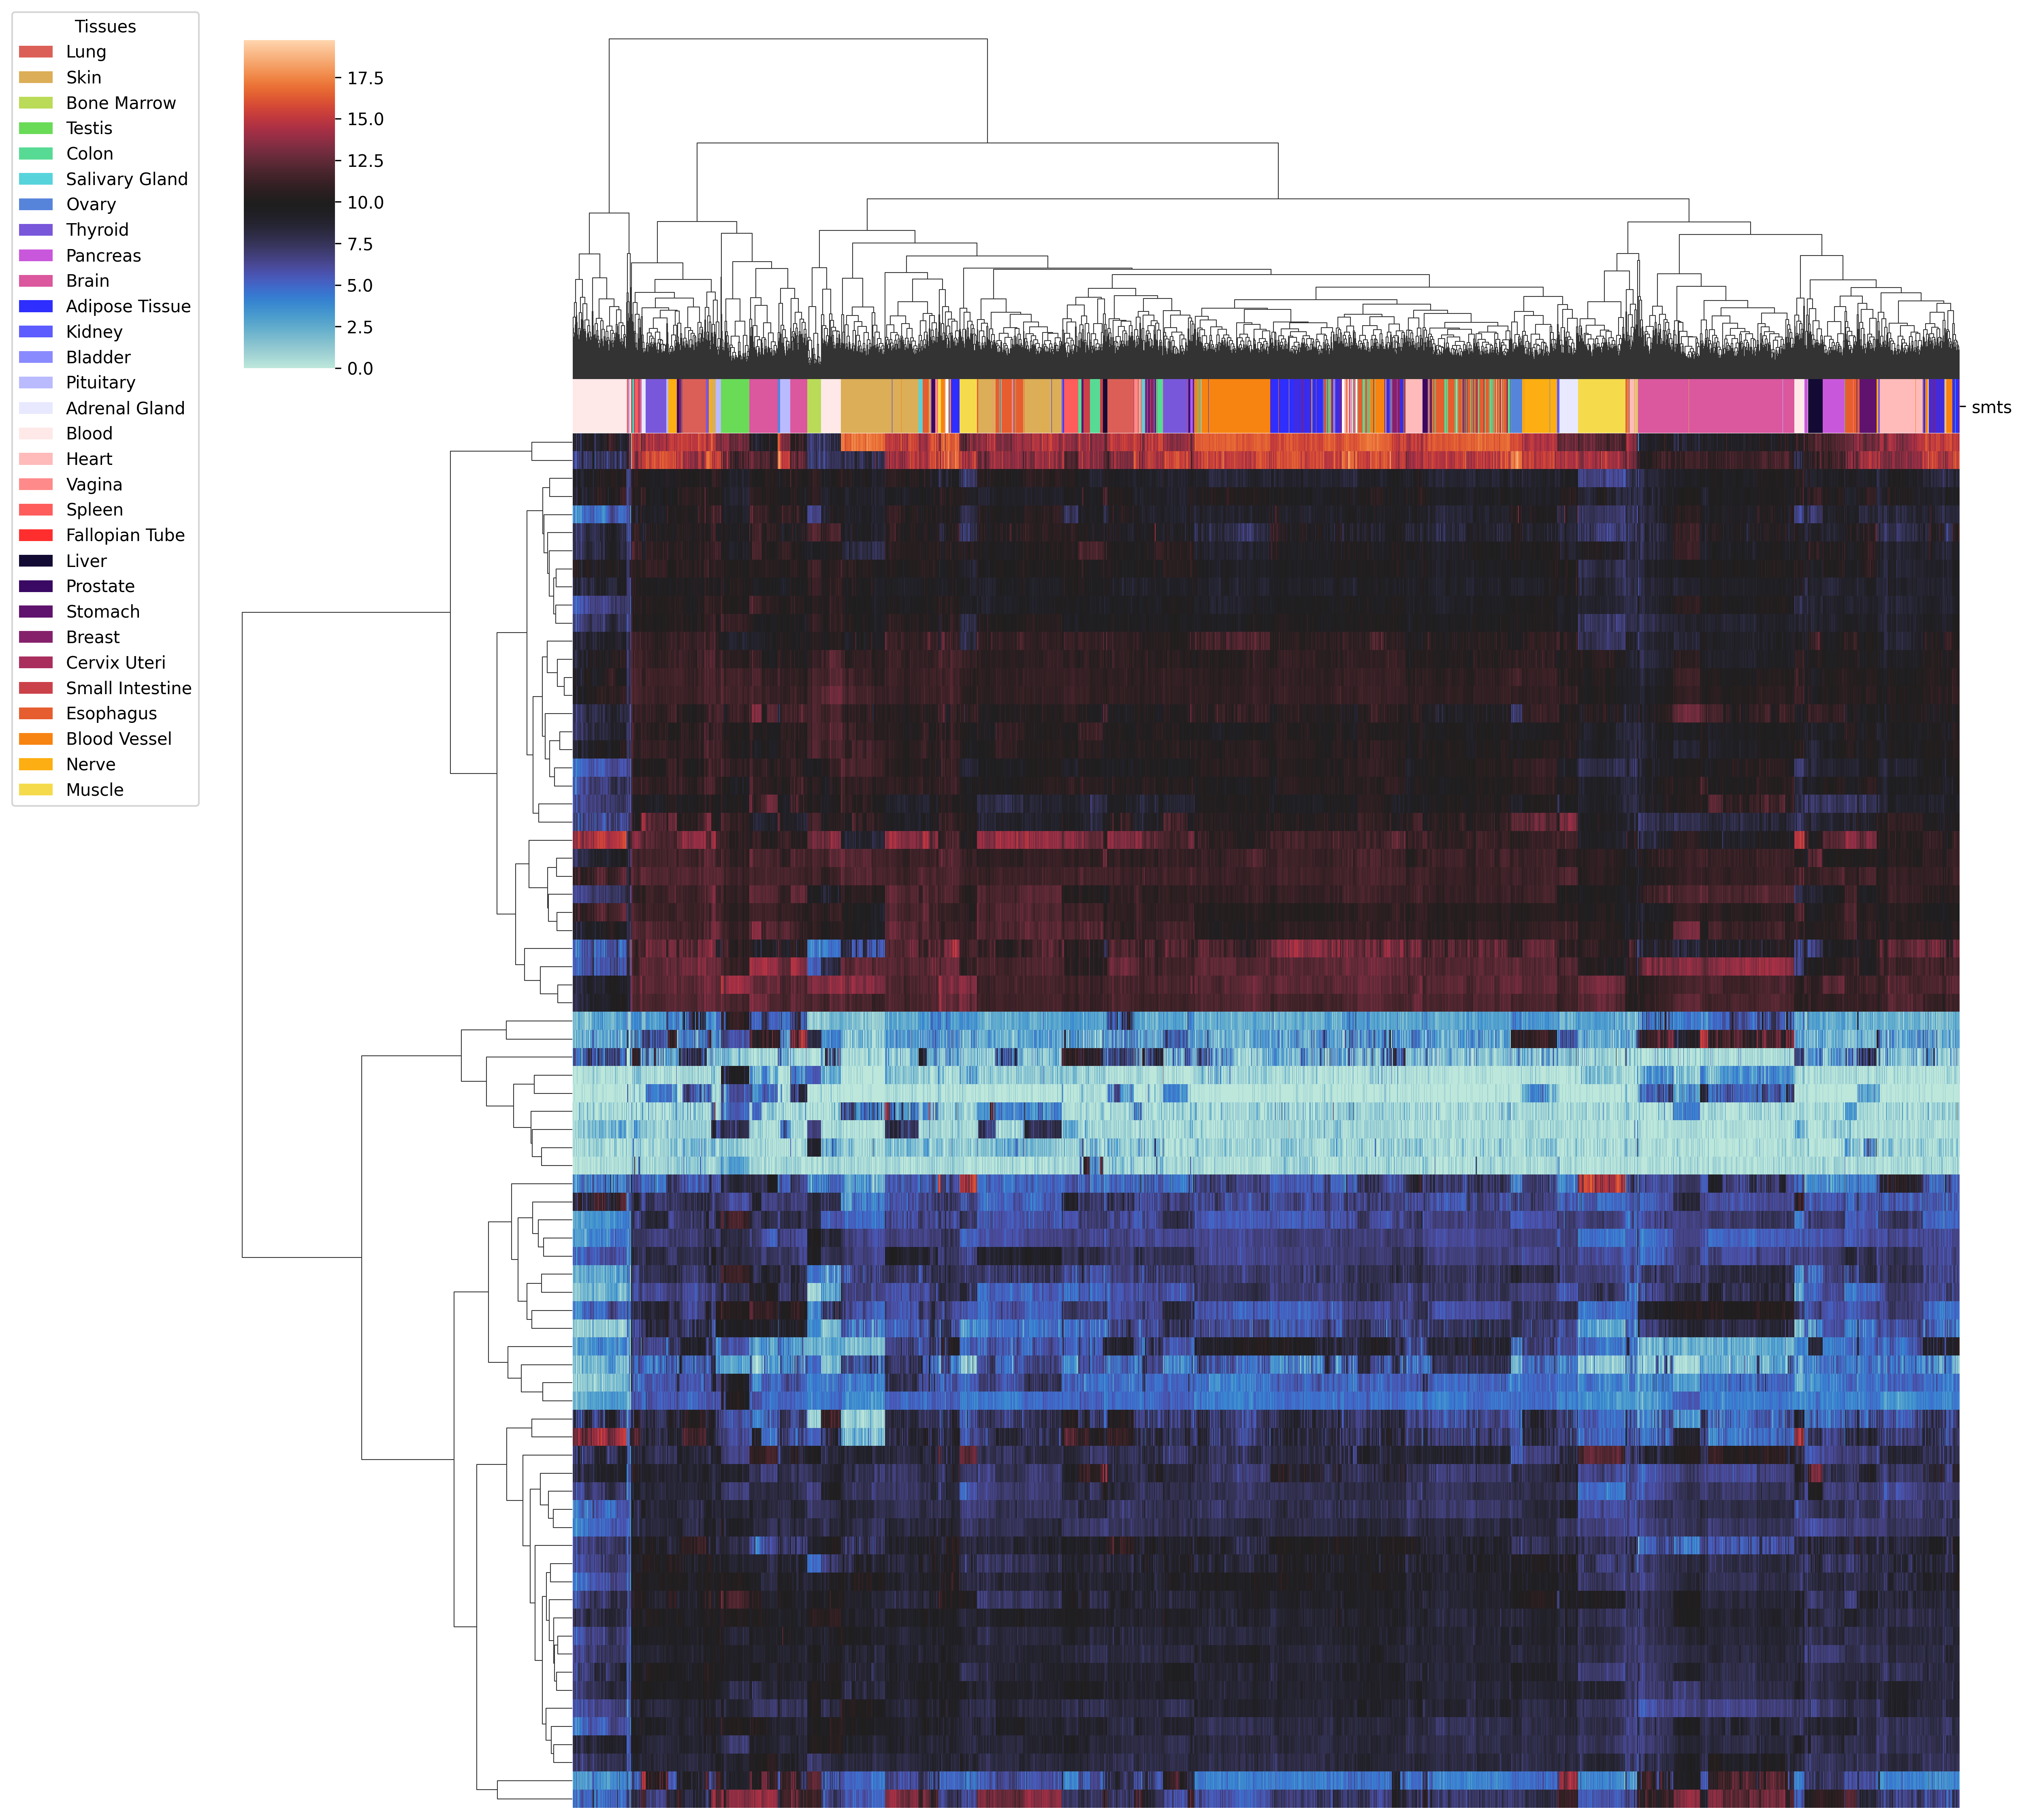 Tissues
Lung
Skin
Bone Marrow
Testis
Colon
Salivary Gland
Ovary
Thyroid
Pancreas
Brain
Adipose Tissue
Kidney
Bladder
Pituitary
Adrenal Gland
Blood
Heart
Vagina
Spleen
Fallopian Tube
Liver
Prostate
Stomach
Breast
Cervix Uteri
Small Intestine
Esophagus
Blood Vessel
Nerve
Muscle
17.5
15.0
12.5
10.0
7.5
5.0
2.5
0.0
smts